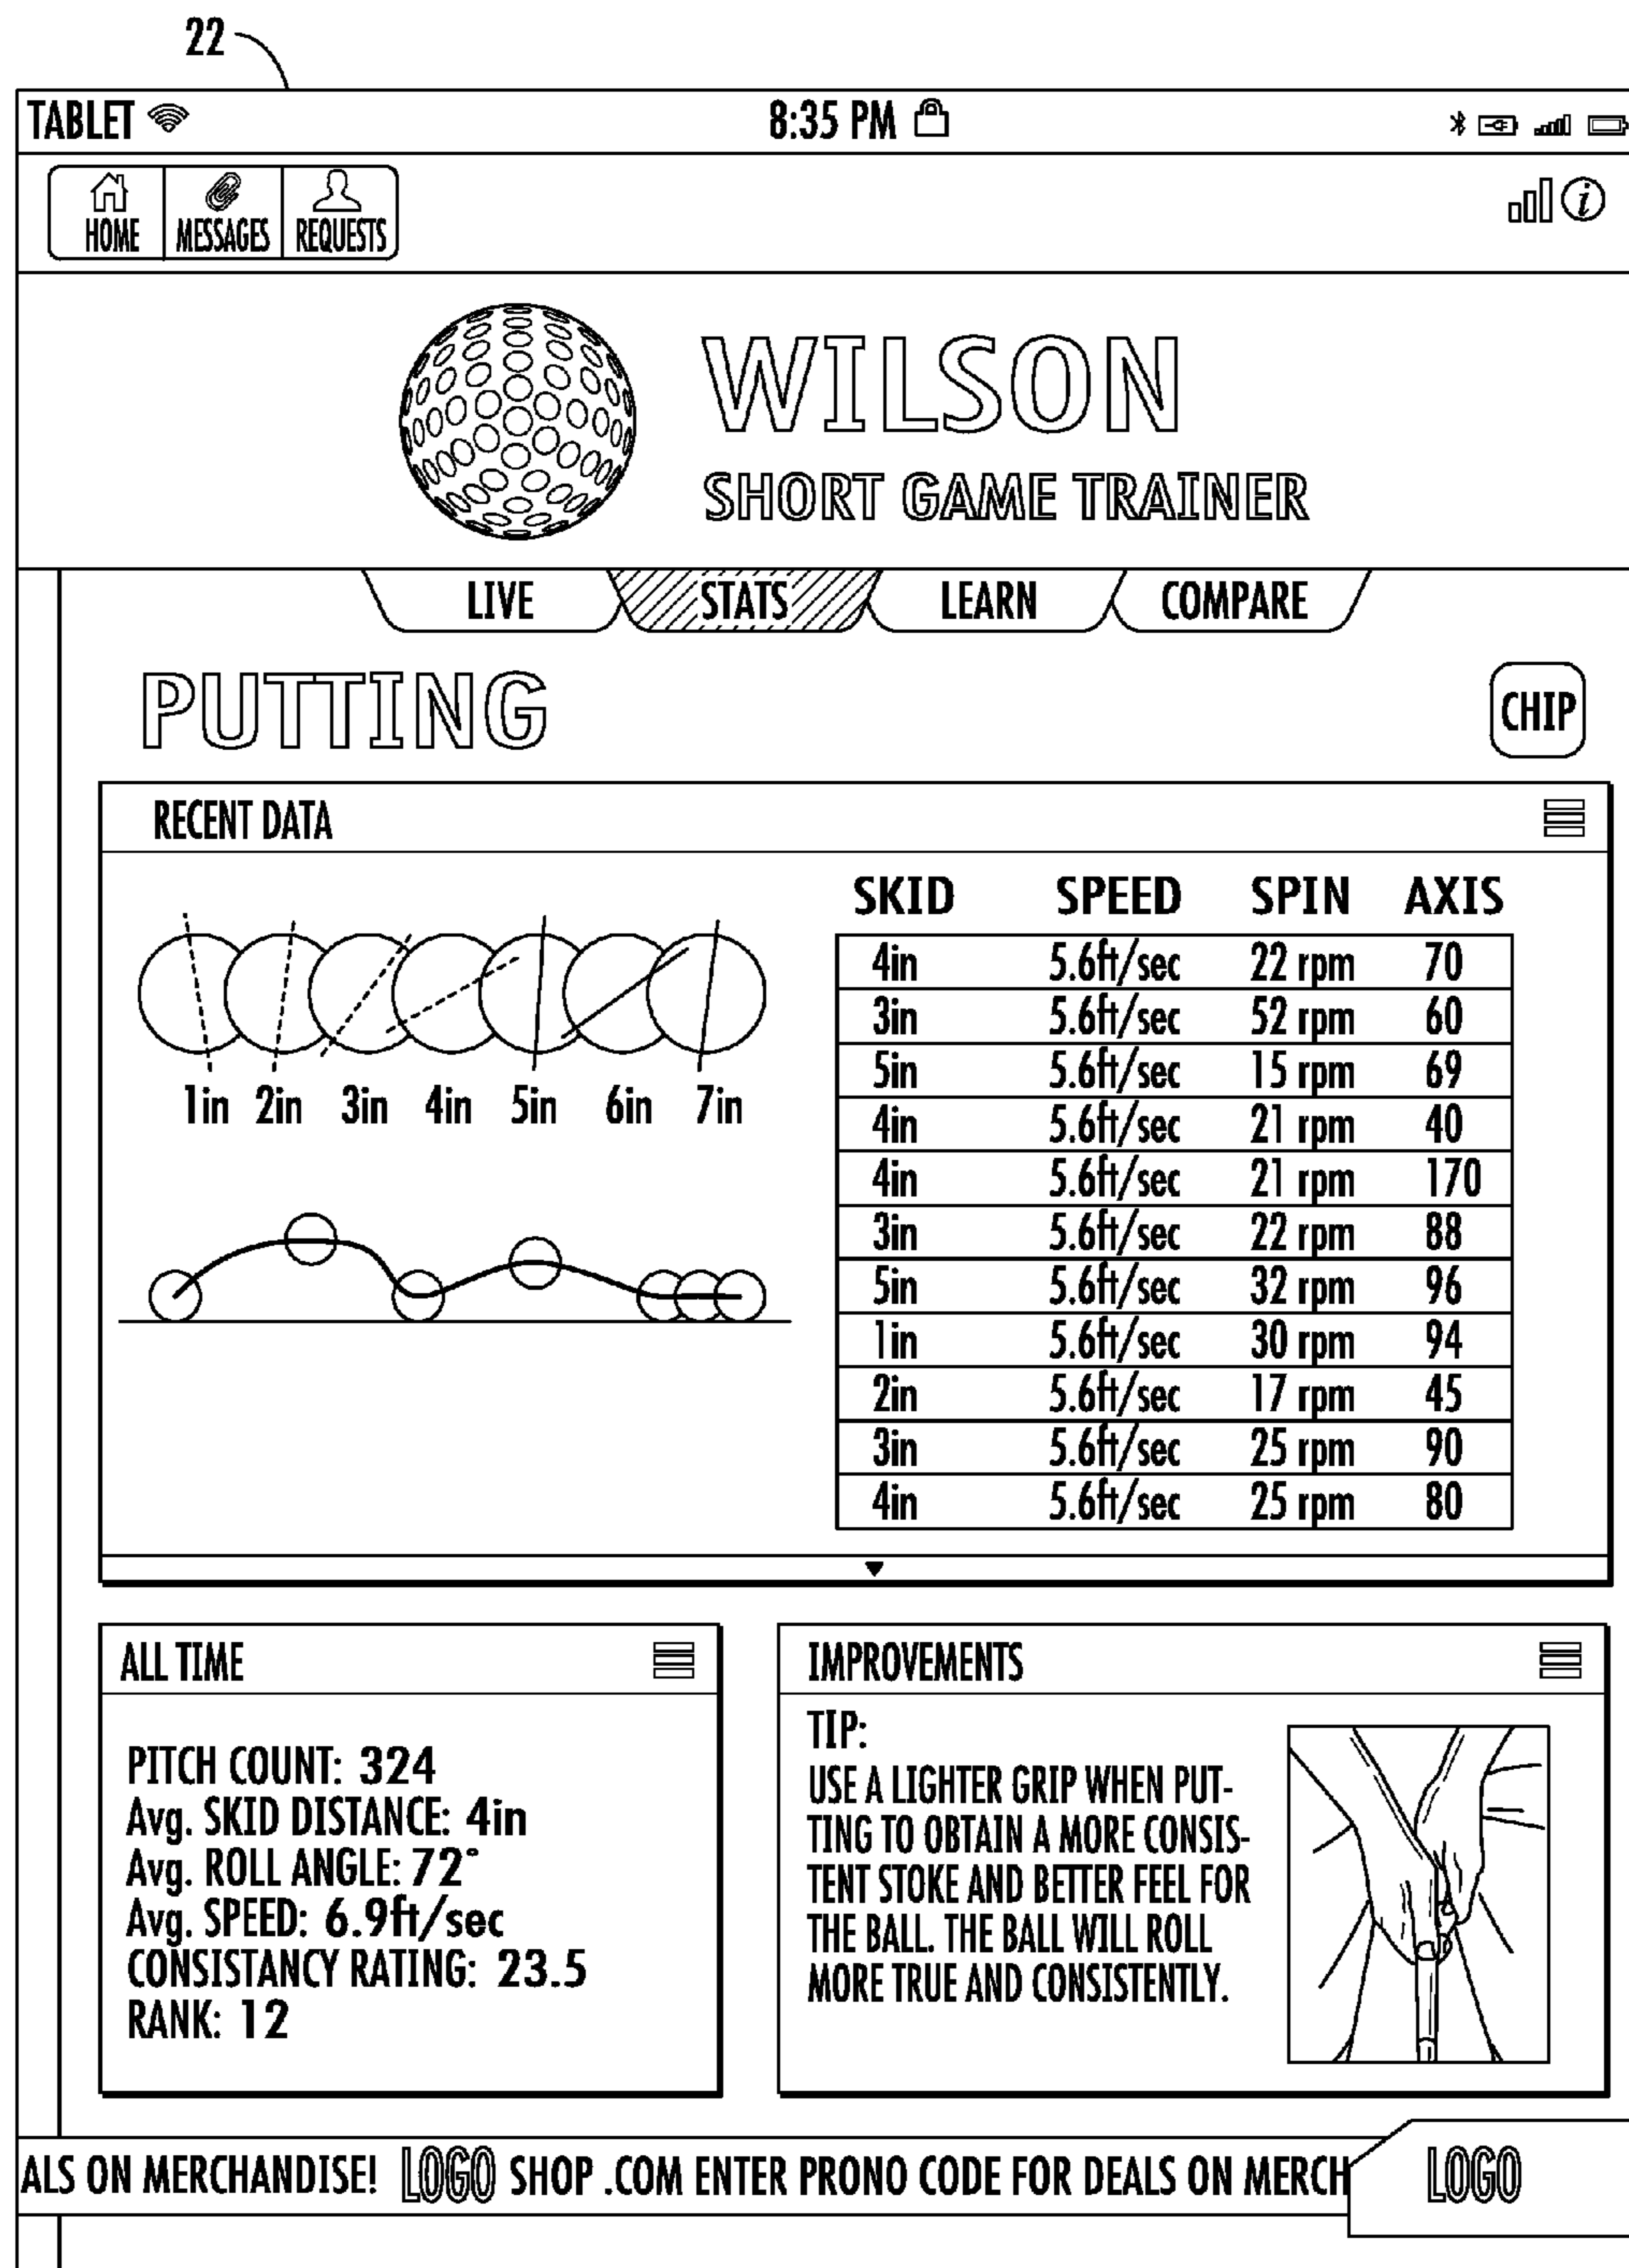 22
TABLET 8:35 PM
HOME MESSAGES REQUESTS i
WILSON
SHORT GAME TRAINER
LIVE STATS LEARN COMPARE
PUTTING CHIP
RECENT DATA
1in 2in 3in 4in 5in 6in 7in
SKID SPEED SPIN AXIS
4in 5.6ft/sec 22 rpm 70
3in 5.6ft/sec 52 rpm 60
5in 5.6ft/sec 15 rpm 69
4in 5.6ft/sec 21 rpm 40
4in 5.6ft/sec 21 rpm 170
3in 5.6ft/sec 22 rpm 88
5in 5.6ft/sec 32 rpm 96
1in 5.6ft/sec 30 rpm 94
2in 5.6ft/sec 17 rpm 45
3in 5.6ft/sec 25 rpm 90
4in 5.6ft/sec 25 rpm 80
ALL TIME
PITCH COUNT: 324
Avg. SKID DISTANCE: 4in
Avg. ROLL ANGLE: 72°
Avg. SPEED: 6.9ft/sec
CONSISTANCY RATING: 23.5
RANK: 12
IMPROVEMENTS
TIP:
USE A LIGHTER GRIP WHEN PUT-
TING TO OBTAIN A MORE CONSIS-
TENT STOKE AND BETTER FEEL FOR
THE BALL. THE BALL WILL ROLL
MORE TRUE AND CONSISTENTLY.
ALS ON MERCHANDISE! LOGO SHOP .COM ENTER PRONO CODE FOR DEALS ON MERCH LOGO